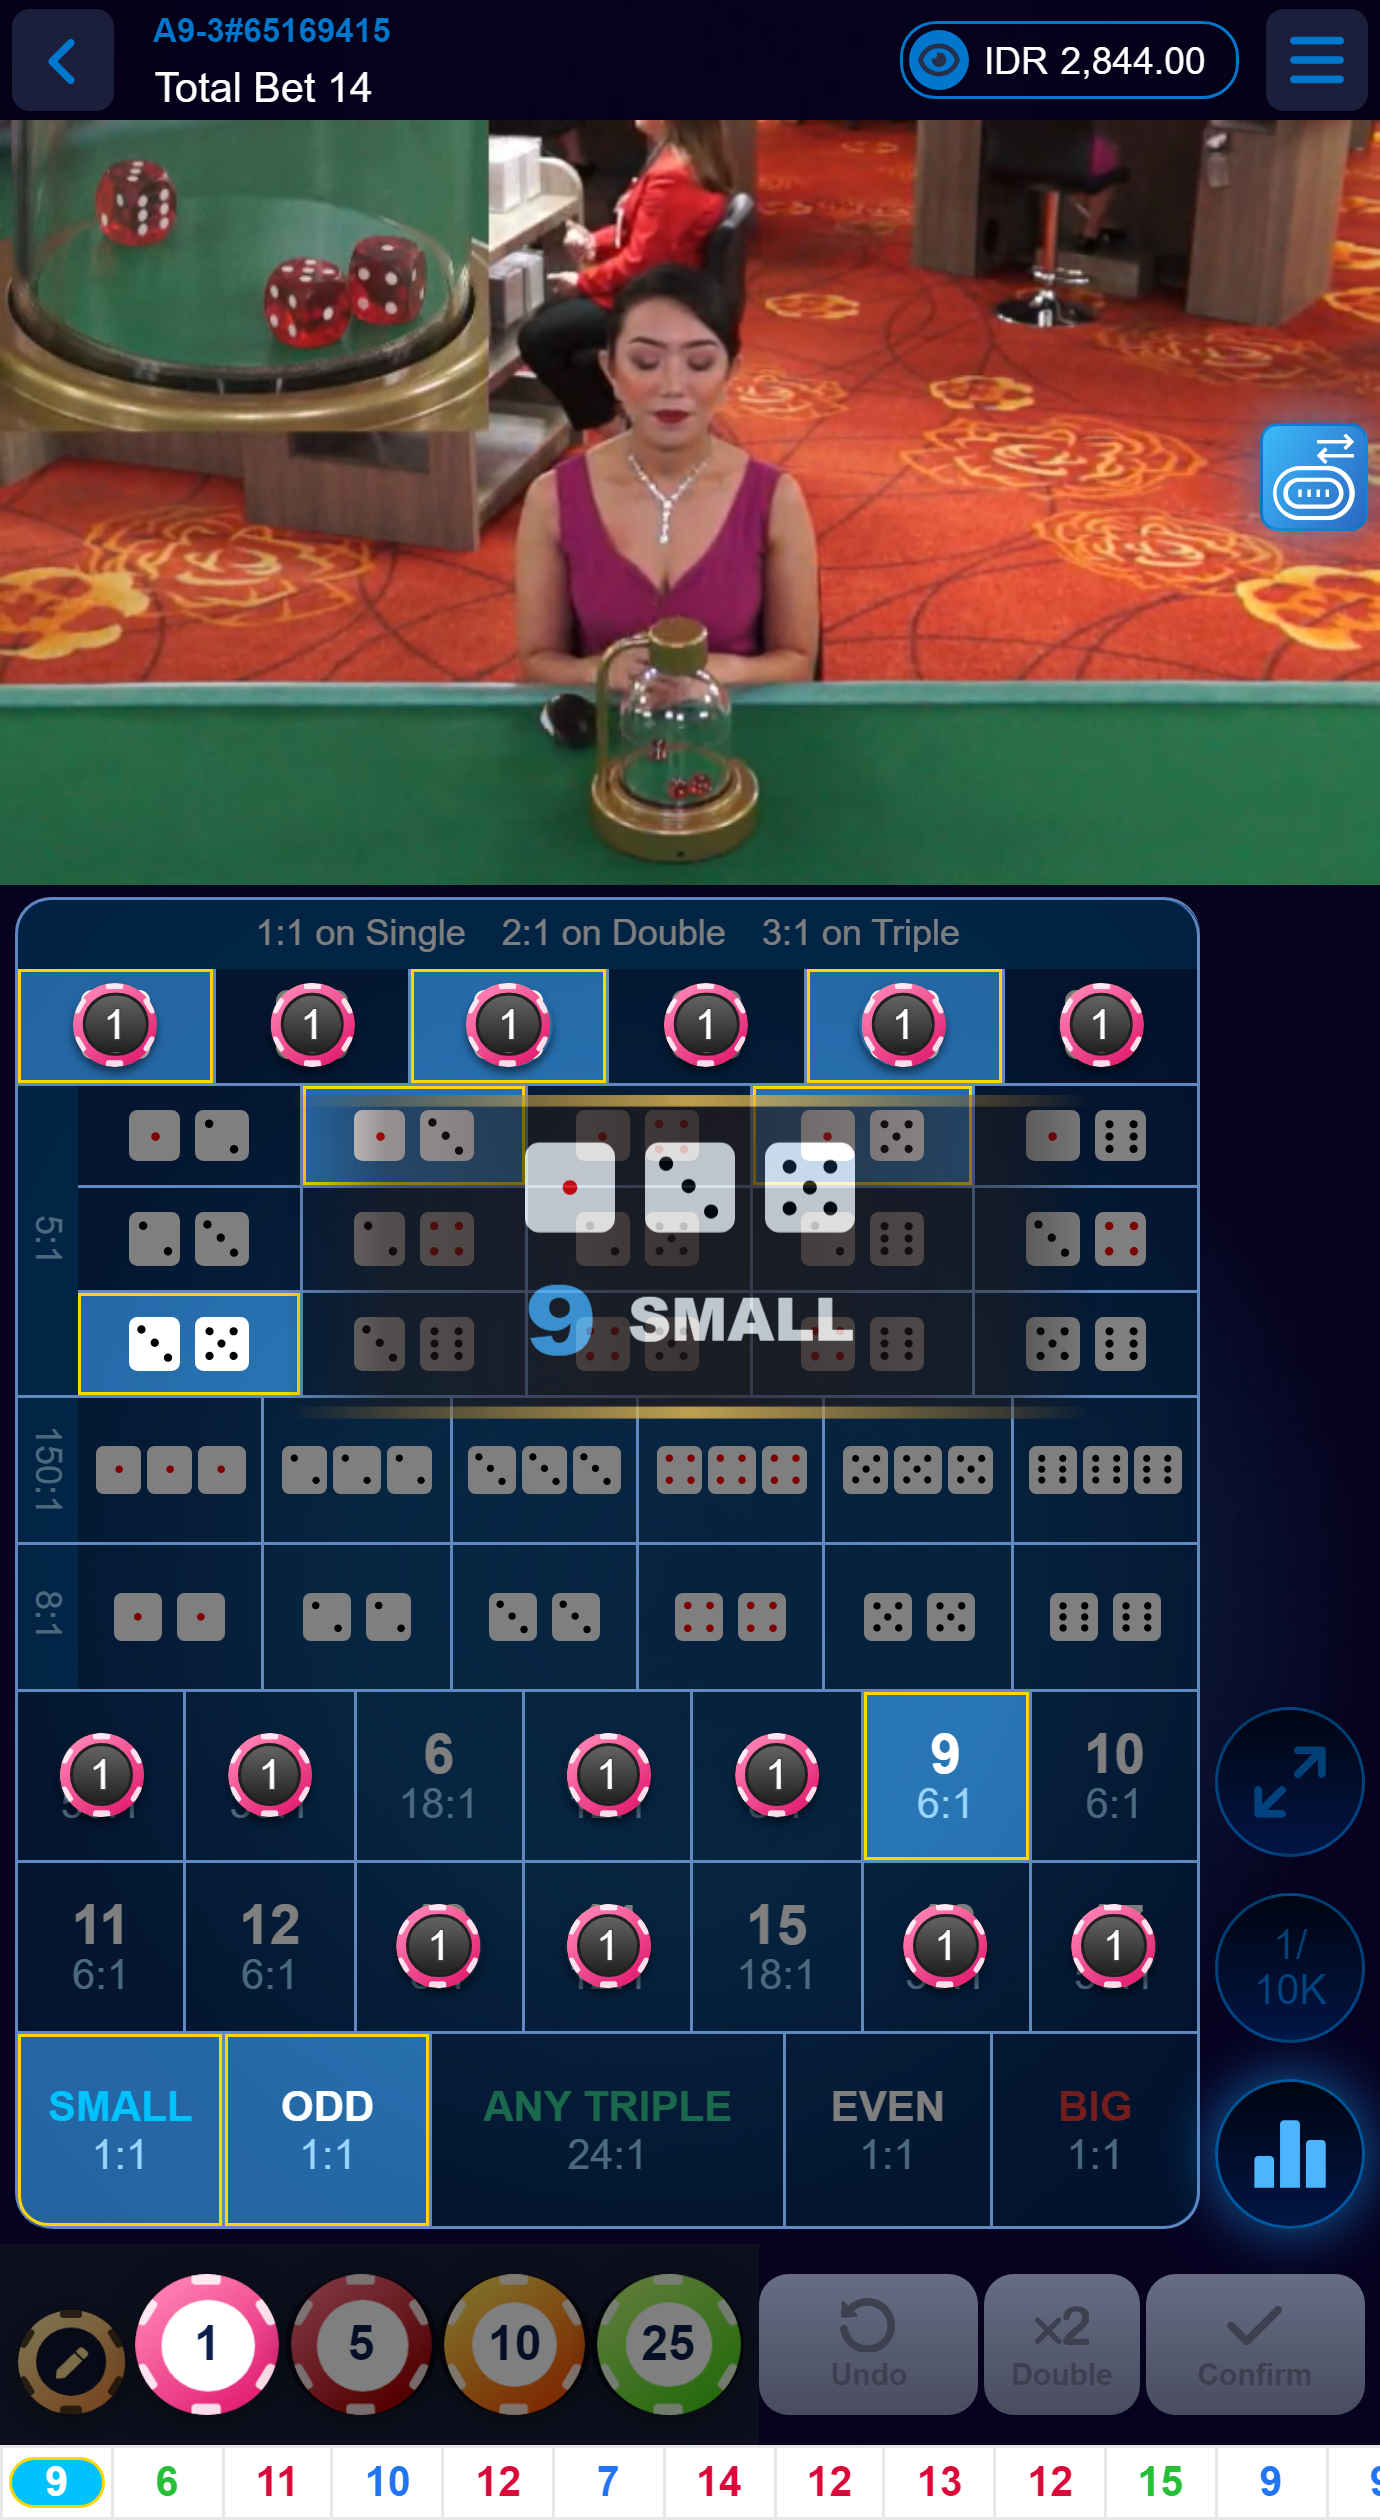 A9-3#65169415
Total Bet 14
IDR 2,844.00
1:1 on Single 2:1 on Double 3:1 on Triple
1 1 1 1 1 1
5:1
9 SMALL
150:1
8:1
1 1 6 1 1 9 10
18:1 6:1 6:1
11 12 1 1 15 1 1
6:1 6:1 18:1
1/
10K
SMALL ODD ANY TRIPLE EVEN BIG
1:1 1:1 24:1 1:1 1:1
1 5 10 25
x2
Undo Double Confirm
9 6 11 10 12 7 14 12 13 12 15 9